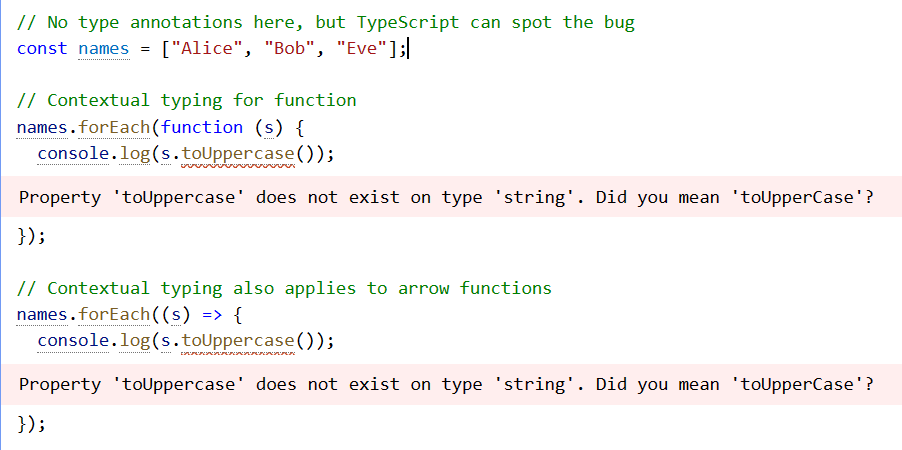 // No type annotations here, but TypeScript can spot the bug
const names = ["Alice", "Bob", "Eve"];
// Contextual typing for function
names.forEach(function (s) {
  console.log(s.toUppercase());
Property 'toUppercase' does not exist on type 'string'. Did you mean 'toUpperCase'?
});
// Contextual typing also applies to arrow functions
names.forEach((s) => {
  console.log(s.toUppercase());
Property 'toUppercase' does not exist on type 'string'. Did you mean 'toUpperCase'?
});